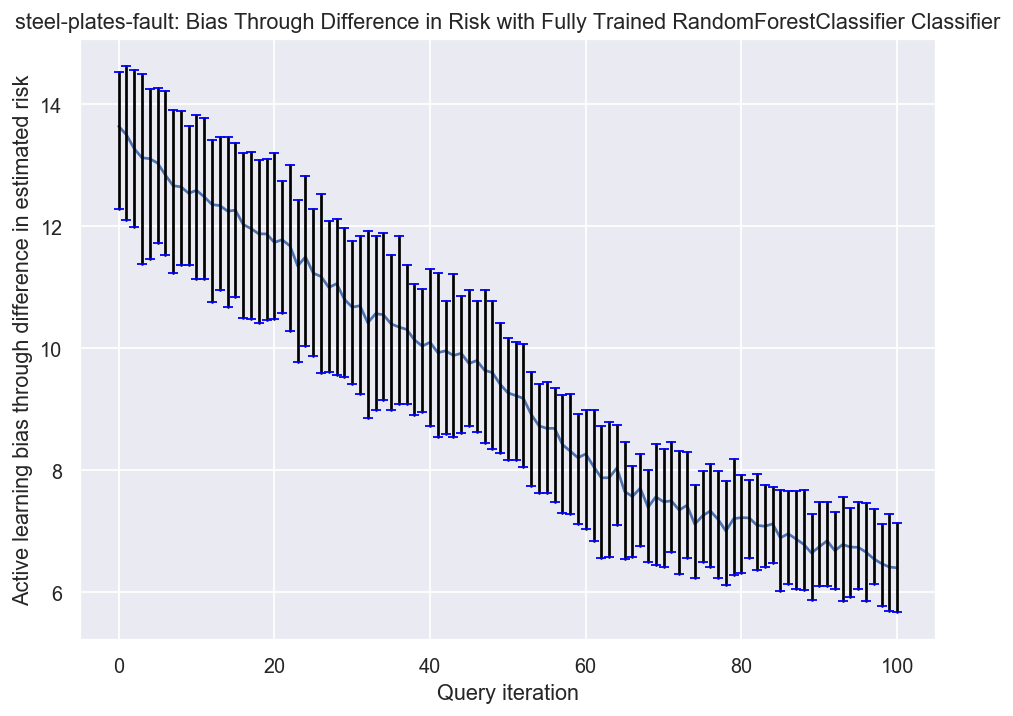 steel-plates-fault: Bias Through Difference in Risk with Fully Trained RandomForestClassifier Classifier
Active learning bias through difference in estimated risk
14
12
10
8
6
0 20 40 60 80 100
Query iteration